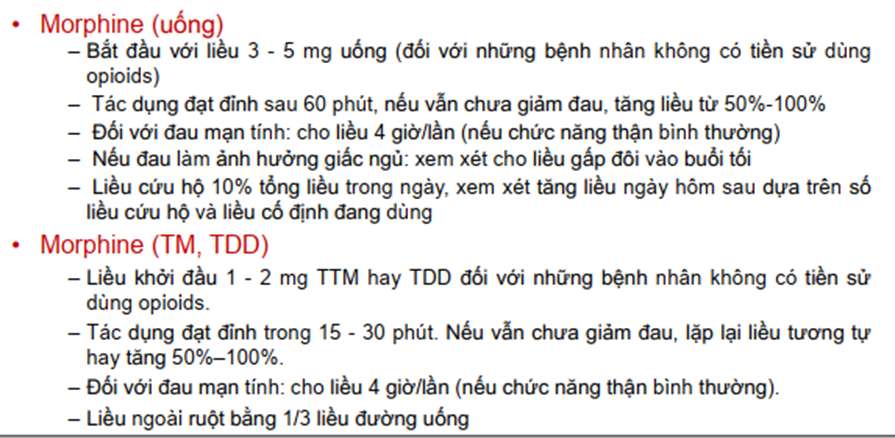 • Morphine (uống)
– Bắt đầu với liều 3 - 5 mg uống (đối với những bệnh nhân không có tiền sử dùng
opioids)
– Tác dụng đạt đỉnh sau 60 phút, nếu vẫn chưa giảm đau, tăng liều từ 50%-100%
– Đối với đau mạn tính: cho liều 4 giờ/lần (nếu chức năng thận bình thường)
– Nếu đau làm ảnh hưởng giấc ngủ: xem xét cho liều gấp đôi vào buổi tối
– Liều cứu hộ 10% tổng liều trong ngày, xem xét tăng liều ngày hôm sau dựa trên số
liều cứu hộ và liều cố định đang dùng
• Morphine (TM, TDD)
– Liều khởi đầu 1 - 2 mg TTM hay TDD đối với những bệnh nhân không có tiền sử
dùng opioids.
– Tác dụng đạt đỉnh trong 15 - 30 phút. Nếu vẫn chưa giảm đau, lặp lại liều tương tự
hay tăng 50%–100%.
– Đối với đau mạn tính: cho liều 4 giờ/lần (nếu chức năng thận bình thường).
– Liều ngoài ruột bằng 1/3 liều đường uống